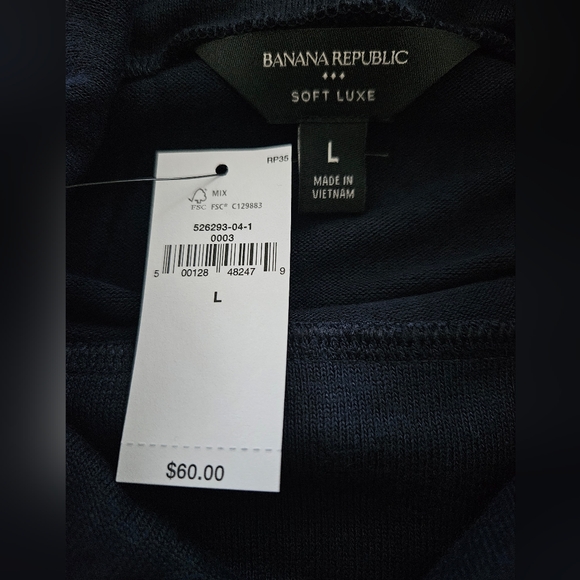 BANANA REPUBLIC
SOFT LUXE
L
MADE IN
VIETNAM
RP35
MIX
FSC FSC® C129883
526293-04-1
0003
5 00128 48247 9
L
$60.00